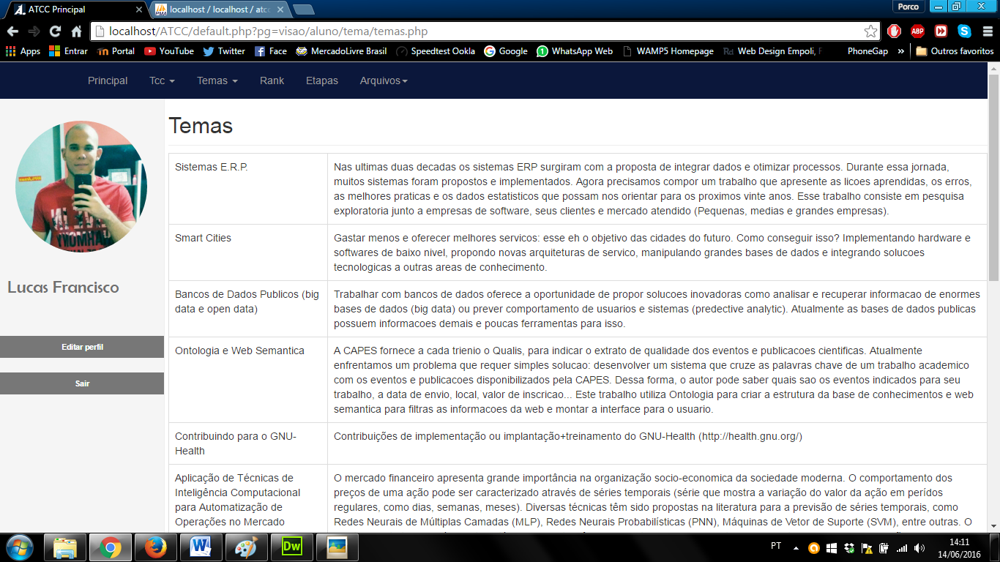 ATCC Principal
localhost / localhost / atcc
Porco
localhost/ATCC/default.php?pg=visao/aluno/tema/temas.php
ABP
Apps Entrar Portal YouTube Twitter Face MercadoLivre Brasil Speedtest Ookla Google WhatsApp Web WAMP5 Homepage Rd Web Design Empoli, F PhoneGap » Outros favoritos
Principal Tcc Temas Rank Etapas Arquivos
Temas
Lucas Francisco
Editar perfil
Sair
Sistemas E.R.P.
Nas ultimas duas decadas os sistemas ERP surgiram com a proposta de integrar dados e otimizar processos. Durante essa jornada,
muitos sistemas foram propostos e implementados. Agora precisamos compor um trabalho que apresente as licoes aprendidas, os erros,
as melhores praticas e os dados estatisticos que possam nos orientar para os proximos vinte anos. Esse trabalho consiste em pesquisa
exploratoria junto a empresas de software, seus clientes e mercado atendido (Pequenas, medias e grandes empresas).
Smart Cities
Gastar menos e oferecer melhores servicos: esse eh o objetivo das cidades do futuro. Como conseguir isso? Implementando hardware e
softwares de baixo nivel, propondo novas arquiteturas de servico, manipulando grandes bases de dados e integrando solucoes
tecnologicas a outras areas de conhecimento.
Bancos de Dados Publicos (big
data e open data)
Trabalhar com bancos de dados oferece a oportunidade de propor solucoes inovadoras como analisar e recuperar informacao de enormes
bases de dados (big data) ou prever comportamento de usuarios e sistemas (predective analytic). Atualmente as bases de dados publicas
possuem informacoes demais e poucas ferramentas para isso.
Ontologia e Web Semantica
A CAPES fornece a cada trienio o Qualis, para indicar o extrato de qualidade dos eventos e publicacoes cientificas. Atualmente
enfrentamos um problema que requer simples solucao: desenvolver um sistema que cruze as palavras chave de um trabalho academico
com os eventos e publicacoes disponibilizados pela CAPES. Dessa forma, o autor pode saber quais sao os eventos indicados para seu
trabalho, a data de envio, local, valor de inscricao... Este trabalho utiliza Ontologia para criar a estrutura da base de conhecimentos e web
semantica para filtras as informacoes da web e montar a interface para o usuario.
Contribuindo para o GNU-
Health
Contribuições de implementação ou implantação+treinamento do GNU-Health (http://health.gnu.org/)
Aplicação de Técnicas de
Inteligência Computacional
para Automatização de
Operações no Mercado
O mercado financeiro apresenta grande importância na organização socio-economica da sociedade moderna. O comportamento dos
preços de uma ação pode ser caracterizado através de séries temporais (série que mostra a variação do valor da ação em perídos
regulares, como dias, semanas, meses). Diversas técnicas têm sido propostas na literatura para a previsão de séries temporais, como
Redes Neurais de Múltiplas Camadas (MLP), Redes Neurais Probabilísticas (PNN), Máquinas de Vetor de Suporte (SVM), entre outras. O
Dw
PT
14:11
14/06/2016